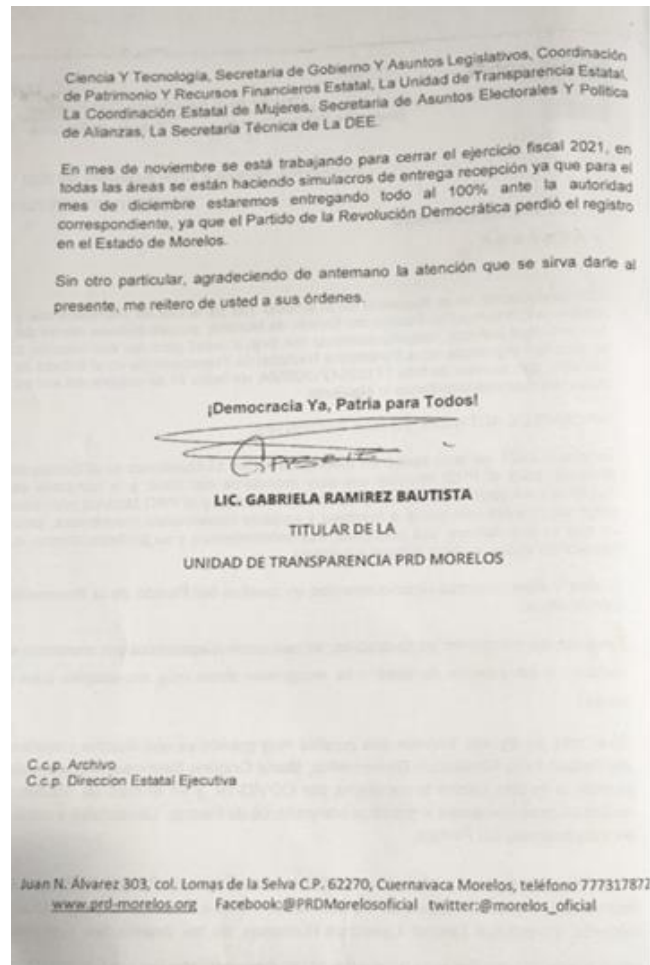 Ciencia Y Tecnología, Secretaria de Gobierno Y Asuntos Legislativos, Coordinación
de Patrimonio Y Recursos Financieros Estatal, La Unidad de Transparencia Estatal,
La Coordinación Estatal de Mujeres, Secretaria de Asuntos Electorales Y Politica
de Alianzas, La Secretaria Técnica de La DEE.
En mes de noviembre se está trabajando para cerrar el ejercicio fiscal 2021, en
todas las áreas se están haciendo simulacros de entrega recepción ya que para el
mes de diciembre estaremos entregando todo al 100% ante la autoridad
correspondiente, ya que el Partido de la Revolución Democrática perdió el registro
en el Estado de Morelos.
Sin otro particular, agradeciendo de antemano la atención que se sirva darle al
presente, me reitero de usted a sus órdenes.
¡Democracia Ya, Patria para Todos!
LIC. GABRIELA RAMIREZ BAUTISTA
TITULAR DE LA
UNIDAD DE TRANSPARENCIA PRD MORELOS
C.c.p. Archivo
C.c.p. Direccion Estatal Ejecutiva
Juan N. Álvarez 303, col. Lomas de la Selva C.P. 62270, Cuernavaca Morelos, teléfono 777317872
www.prd-morelos.org Facebook:@PRDMorelosoficial twitter:@morelos_oficial